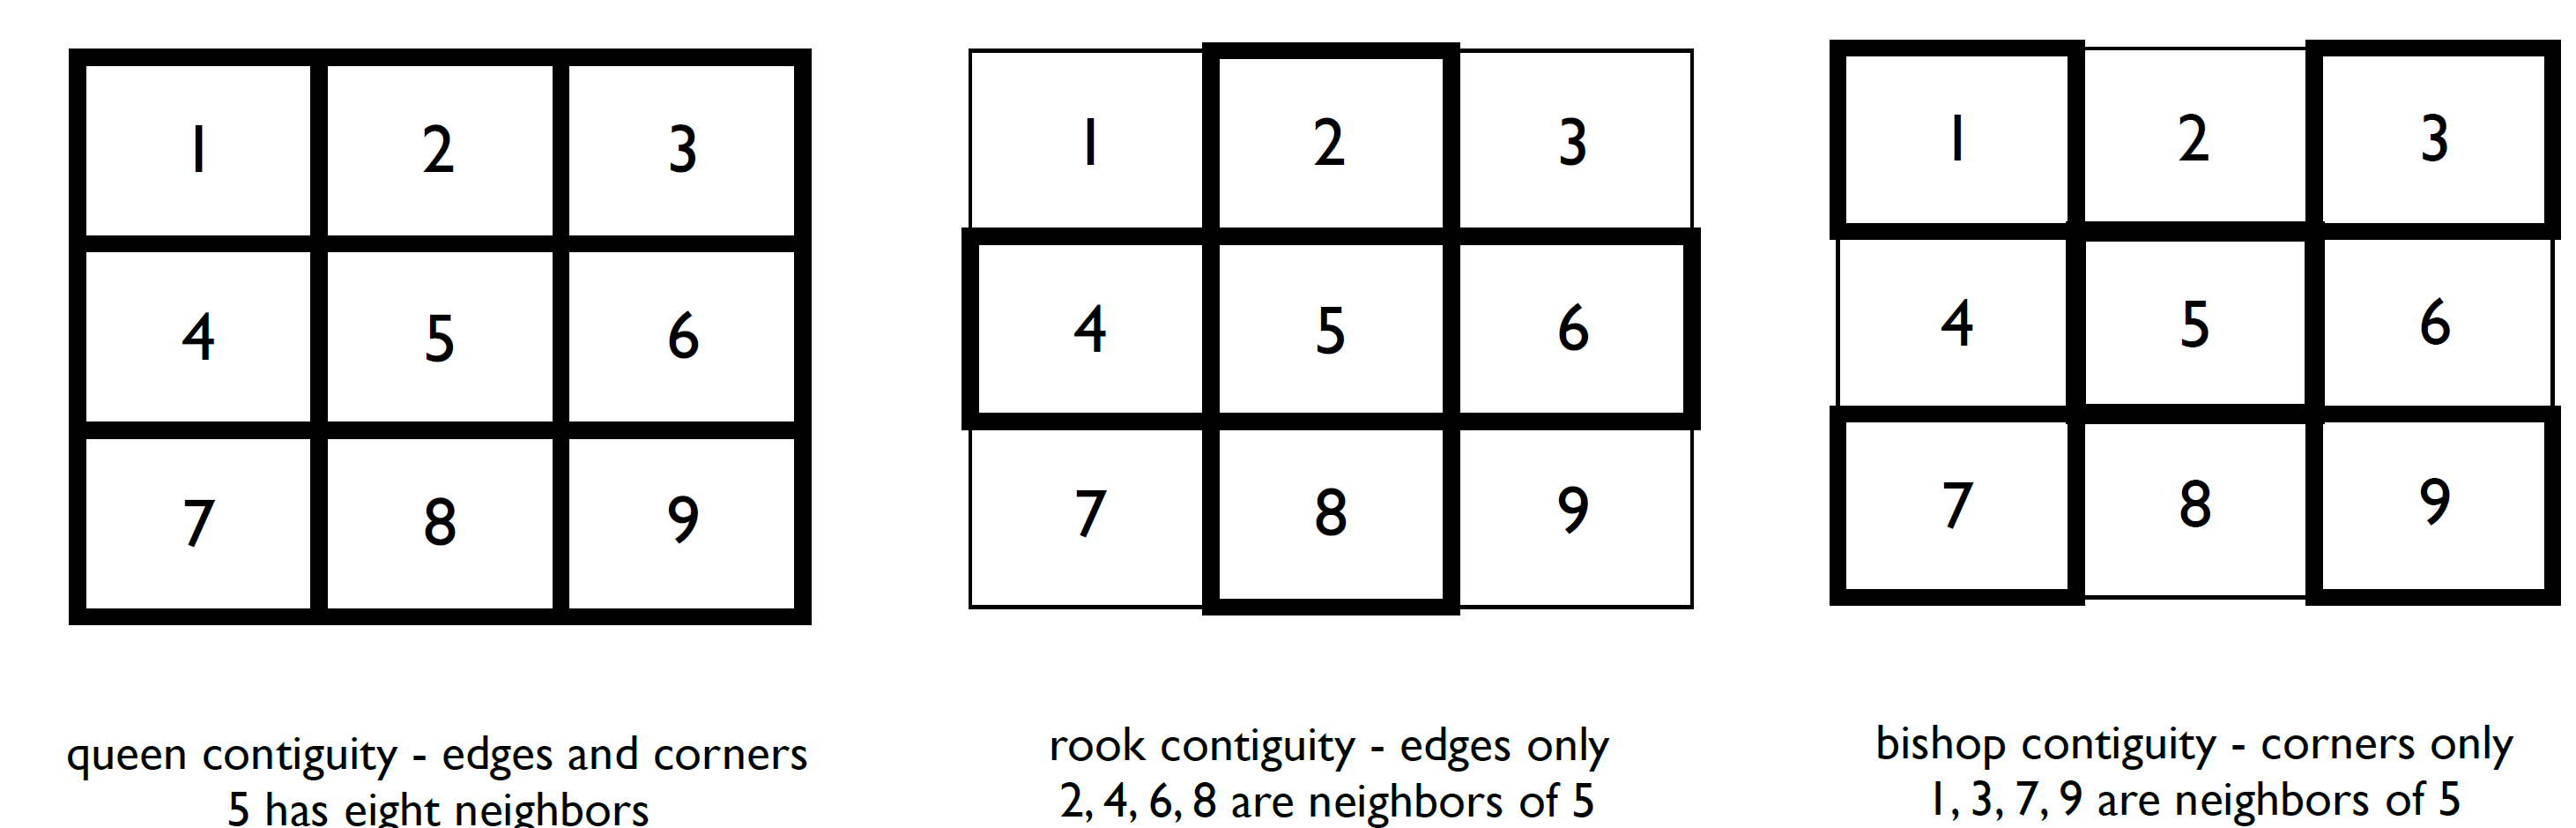 1 2 3
4 5 6
7 8 9
queen contiguity - edges and corners
5 has eight neighbors
1 2 3
4 5 6
7 8 9
rook contiguity - edges only
2, 4, 6, 8 are neighbors of 5
1 2 3
4 5 6
7 8 9
bishop contiguity - corners only
1, 3, 7, 9 are neighbors of 5